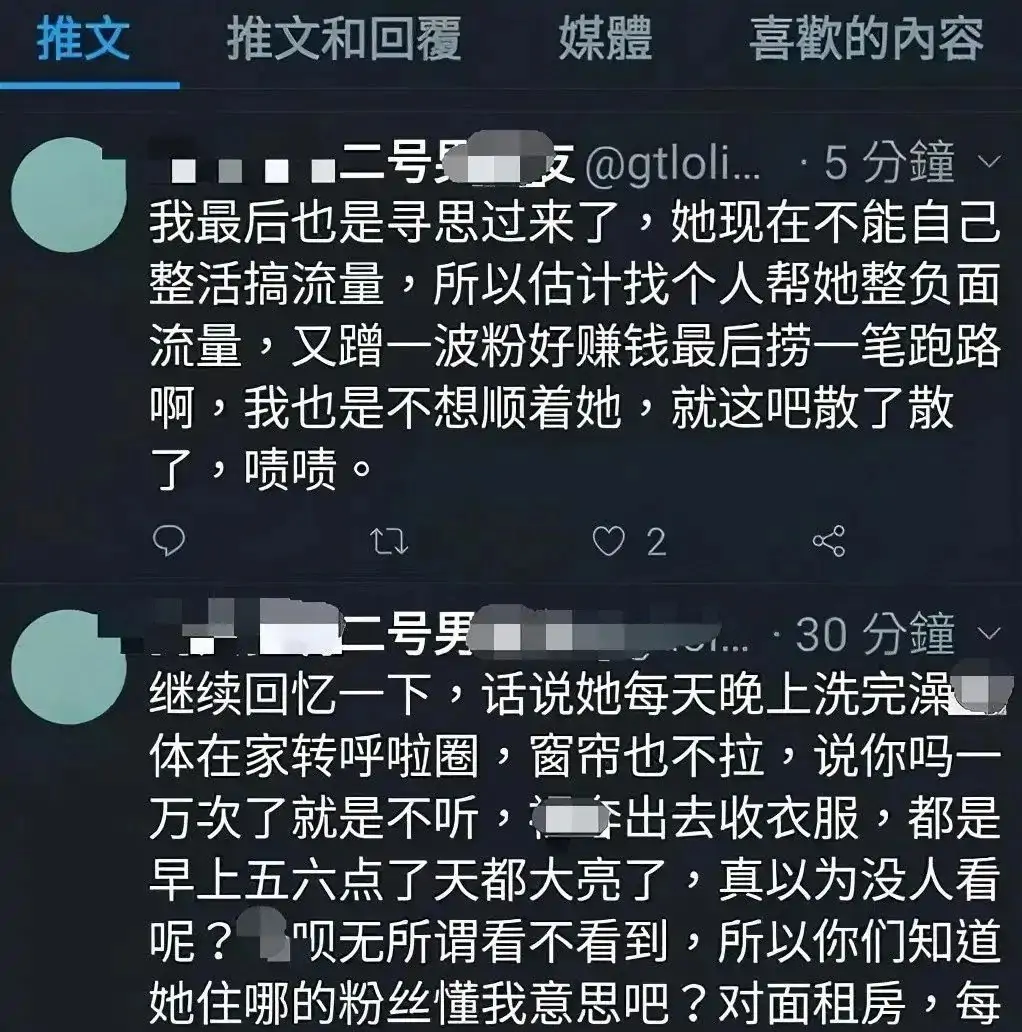 推文 推文和回覆 媒體 喜歡的內容
二号男 友 @gtloli... · 5 分鐘
我最后也是寻思过来了，她现在不能自己
整活搞流量，所以估计找个人帮她整负面
流量，又蹭一波粉好赚钱最后捞一笔跑路
啊，我也是不想顺着她，就这吧散了散
了，啧啧。
2
二号男 ... · 30 分鐘
继续回忆一下，话说她每天晚上洗完澡
体在家转呼啦圈，窗帘也不拉，说你吗一
万次了就是不听， 出去收衣服，都是
早上五六点了天都大亮了，真以为没人看
呢？ 呗无所谓看不看到，所以你们知道
她住哪的粉丝懂我意思吧？对面租房，每